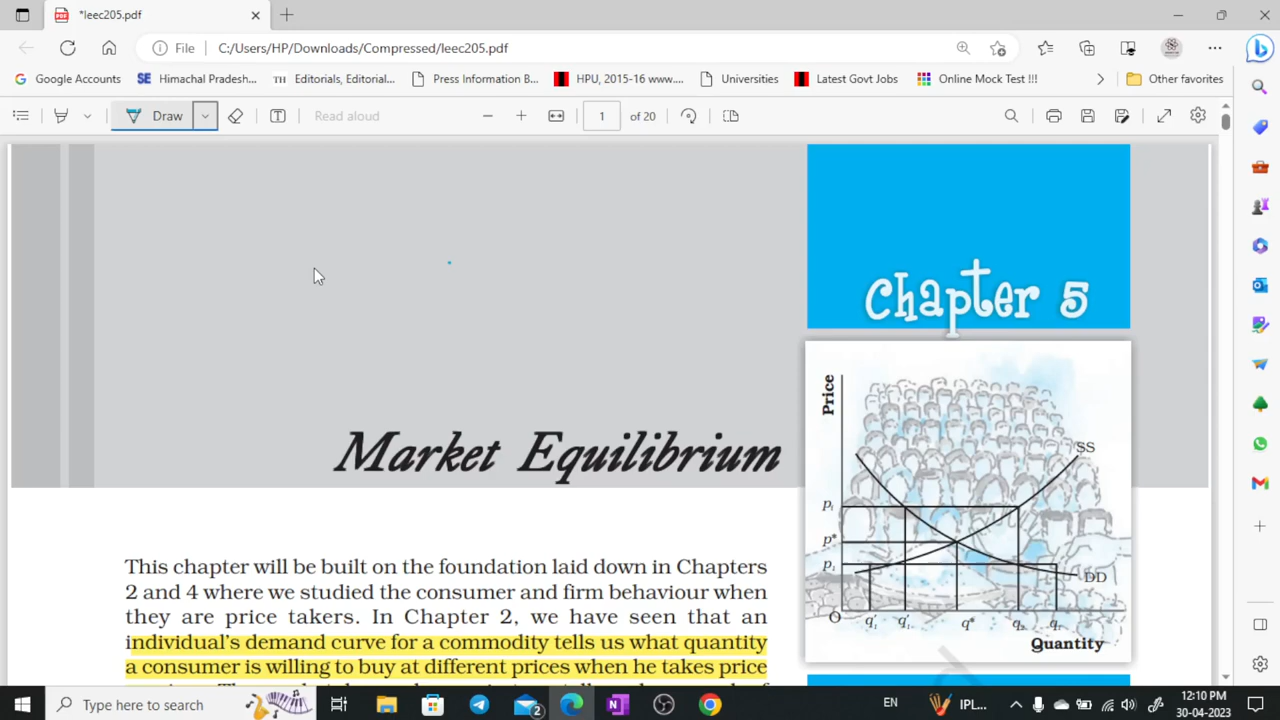 *leec205.pdf
File
C:/Users/HP/Downloads/Compressed/leec205.pdf
Google Accounts
SE Himachal Pradesh...
TH Editorials, Editorial...
Press Information B...
HPU, 2015-16 www....
Universities
Latest Govt Jobs
Online Mock Test !!!
Other favorites
Draw
Read aloud
1 of 20
Chapter 5
Market Equilibrium
Price
SS
p*
DD
O
q*
Quantity
This chapter will be built on the foundation laid down in Chapters
2 and 4 where we studied the consumer and firm behaviour when
they are price takers. In Chapter 2, we have seen that an
individual's demand curve for a commodity tells us what quantity
a consumer is willing to buy at different prices when he takes price
Type here to search
2
EN
IPL...
12:10 PM
30-04-2023